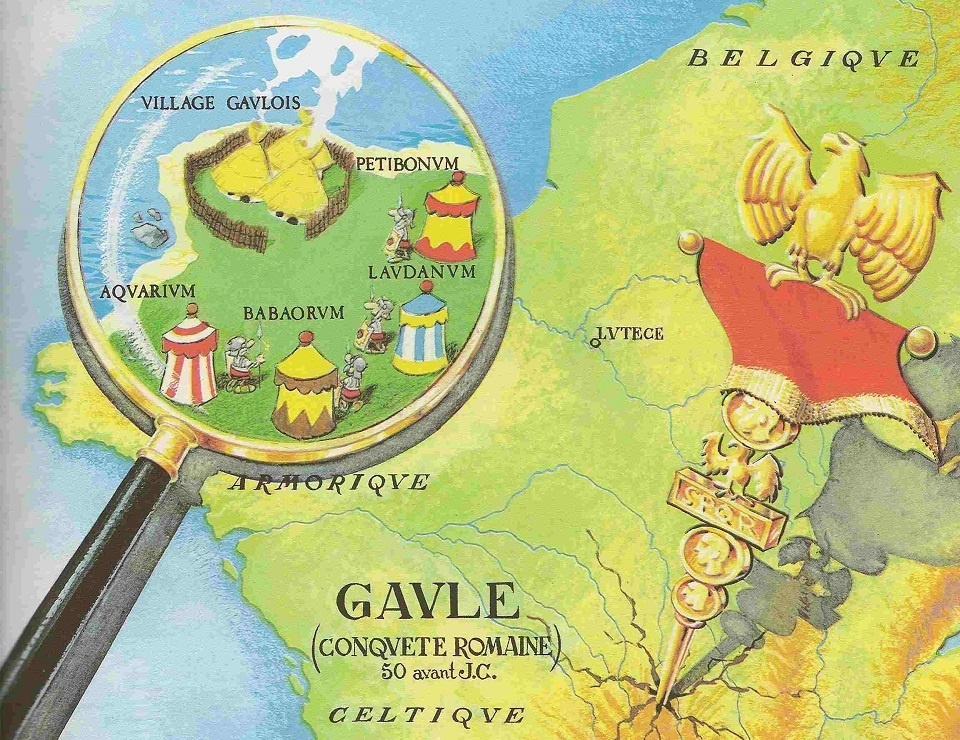 BELGIQVE
VILLAGE GAVLOIS
PETIBONVM
LAVDANVM
AQVARIVM
BABAORVM
LVTECE
ARMORIQVE
SPQR
GAVLE
(CONQVETE ROMAINE)
50 avant J.C.
CELTIQVE